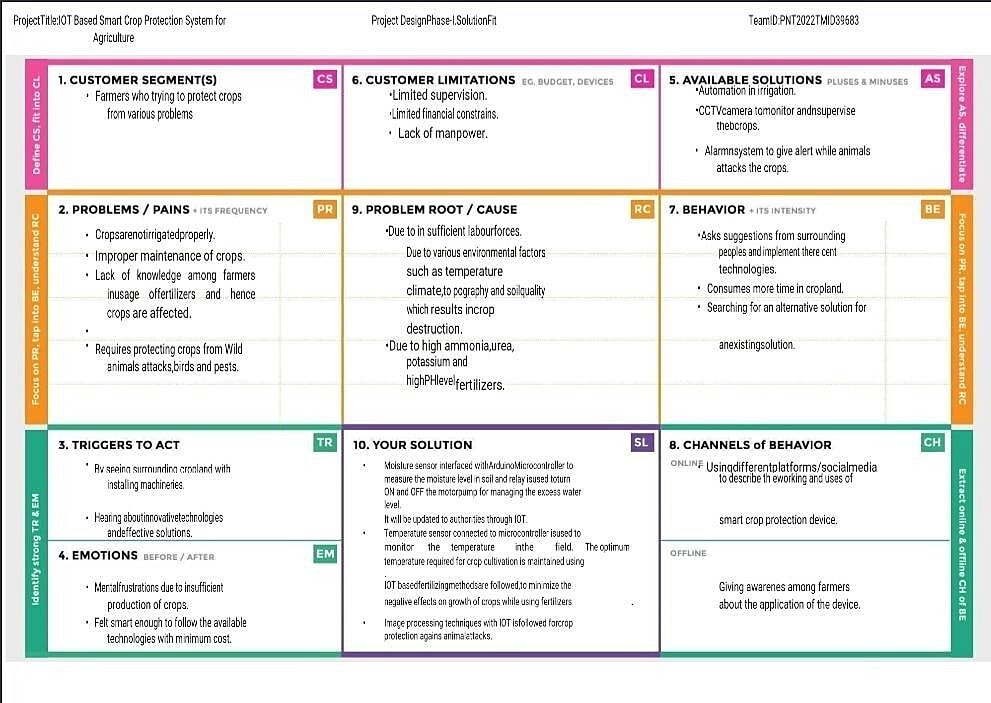 ProjectTitle:IOT Based Smart Crop Protection System for
Agriculture
Project DesignPhase-I.SolutionFit
TeamID:PNT2022TMID39683
Define CS, fit into CL
1. CUSTOMER SEGMENT(S)
CS
• Farmers who trying to protect crops
from various problems
6. CUSTOMER LIMITATIONS EG. BUDGET, DEVICES
CL
•Limited supervision.
•Limited financial constrains.
• Lack of manpower.
5. AVAILABLE SOLUTIONS PLUSES & MINUSES
AS
•Automation in irrigation.
•CCTVcamera tomonitor andnsupervise
thebcrops.
• Alarmnsystem to give alert while animals
attacks the crops.
Explore AS, differentiate
Focus on PR, tap into BE, understand RC
2. PROBLEMS / PAINS + ITS FREQUENCY
PR
• Cropsarenotirrigatedproperly.
• Improper maintenance of crops.
• Lack of knowledge among farmers
inusage offertilizers and hence
crops are affected.
•
• Requires protecting crops from Wild
animals attacks,birds and pests.
9. PROBLEM ROOT / CAUSE
RC
•Due to in sufficient labourforces.
Due to various environmental factors
such as temperature
climate,to pography and soilquality
which results incrop
destruction.
•Due to high ammonia,urea,
potassium and
highPHlevelfertilizers.
7. BEHAVIOR + ITS INTENSITY
BE
•Asks suggestions from surrounding
peoples and implement there cent
technologies.
• Consumes more time in cropland.
• Searching for an alternative solution for
anexistingsolution.
Focus on PR, tap into BE, understand RC
Identify strong TR & EM
3. TRIGGERS TO ACT
TR
• By seeing surrounding cropland with
installing machineries.
• Hearing aboutinnovativetechnologies
andeffective solutions.
4. EMOTIONS BEFORE / AFTER
EM
• Mentalfrustrations due to insufficient
production of crops.
• Felt smart enough to follow the available
technologies with minimum cost.
10. YOUR SOLUTION
SL
• Moisture sensor interfaced withArduinoMicrocontroller to
measure the moisture level in soil and relay isused toturn
ON and OFF the motorpump for managing the excess water
level.
It will be updated to authorities through IOT.
• Temperature sensor connected to microcontroller isused to
monitor the temperature inthe field. The optimum
temperature required for crop cultivation is maintained using
.
IOT basedfertilizingmethodsare followed,to minimize the
negative effects on growth of crops while using fertilizers .
• Image processing techniques with IOT isfollowed forcrop
protection agains animalattacks.
8. CHANNELS of BEHAVIOR
CH
ONLINE
• Usingdifferentplatforms/socialmedia
to describe th eworking and uses of
smart crop protection device.
OFFLINE
Giving awarenes among farmers
about the application of the device.
Extract online & offline CH of BE